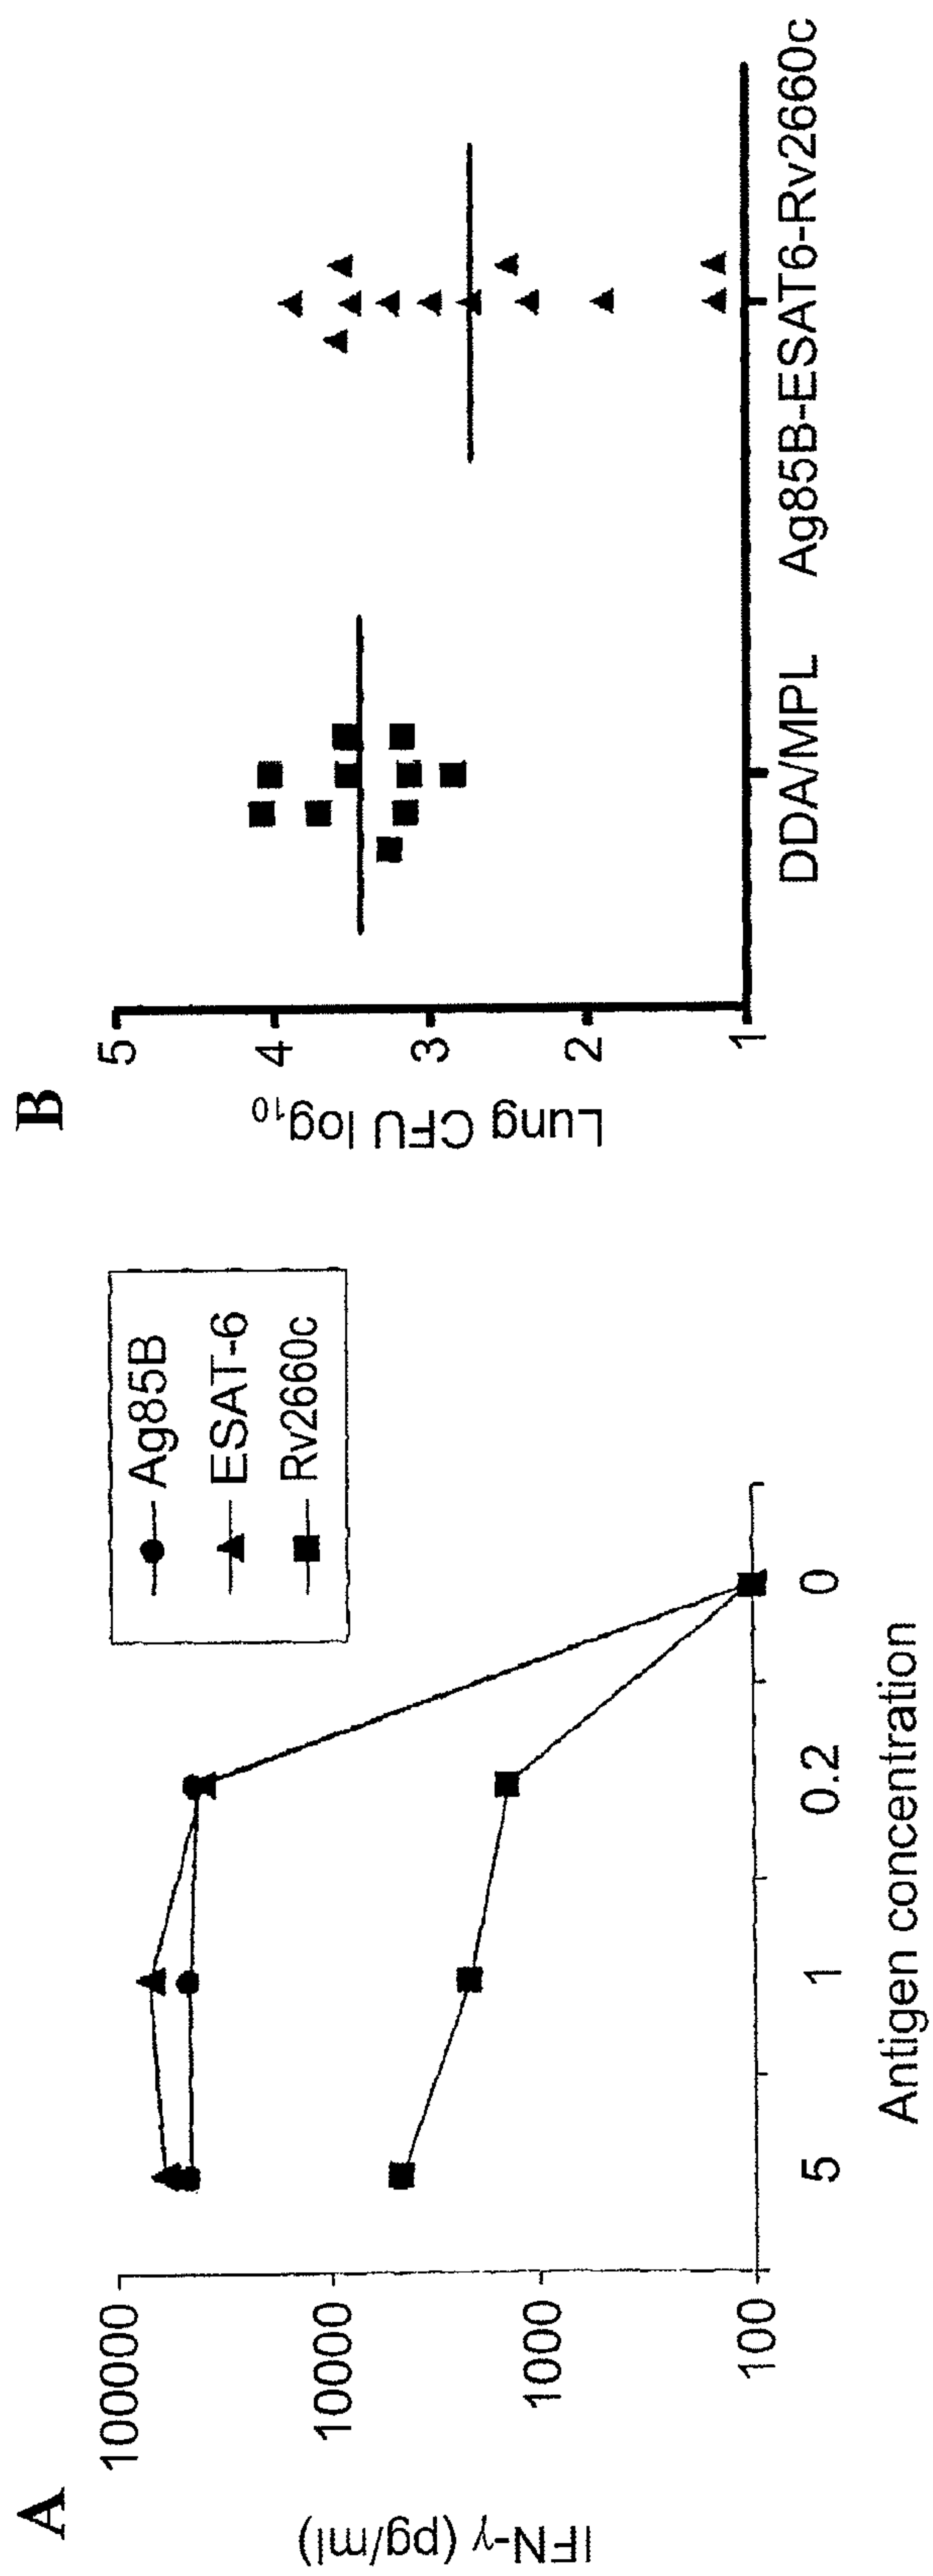 A
IFN-γ (pg/ml)
100000
10000
1000
100
5 1 0.2 0
Antigen concentration
Ag85B
ESAT-6
Rv2660c
B
Lung CFU log10
5
4
3
2
1
DDA/MPL Ag85B-ESAT6-Rv2660c